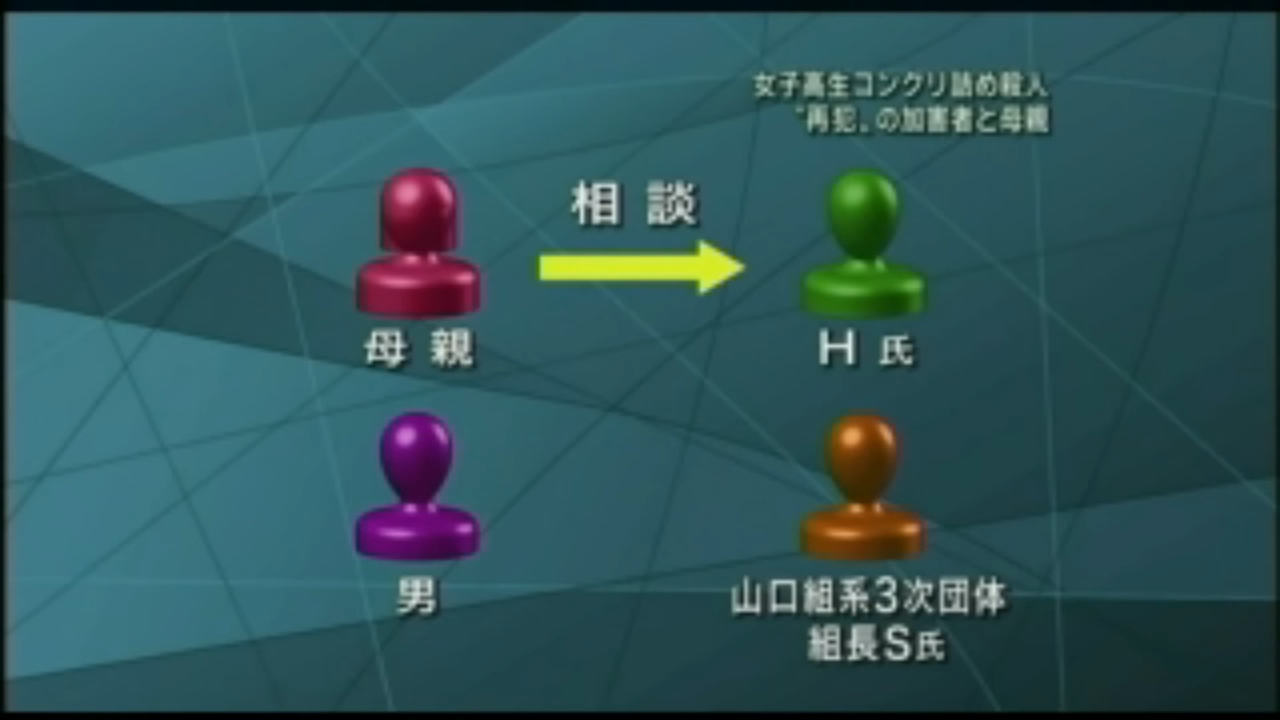 女子高生コンクリ詰め殺人
“再犯„の加害者と母親
相談
母親
H氏
男
山口組系3次団体
組長S氏